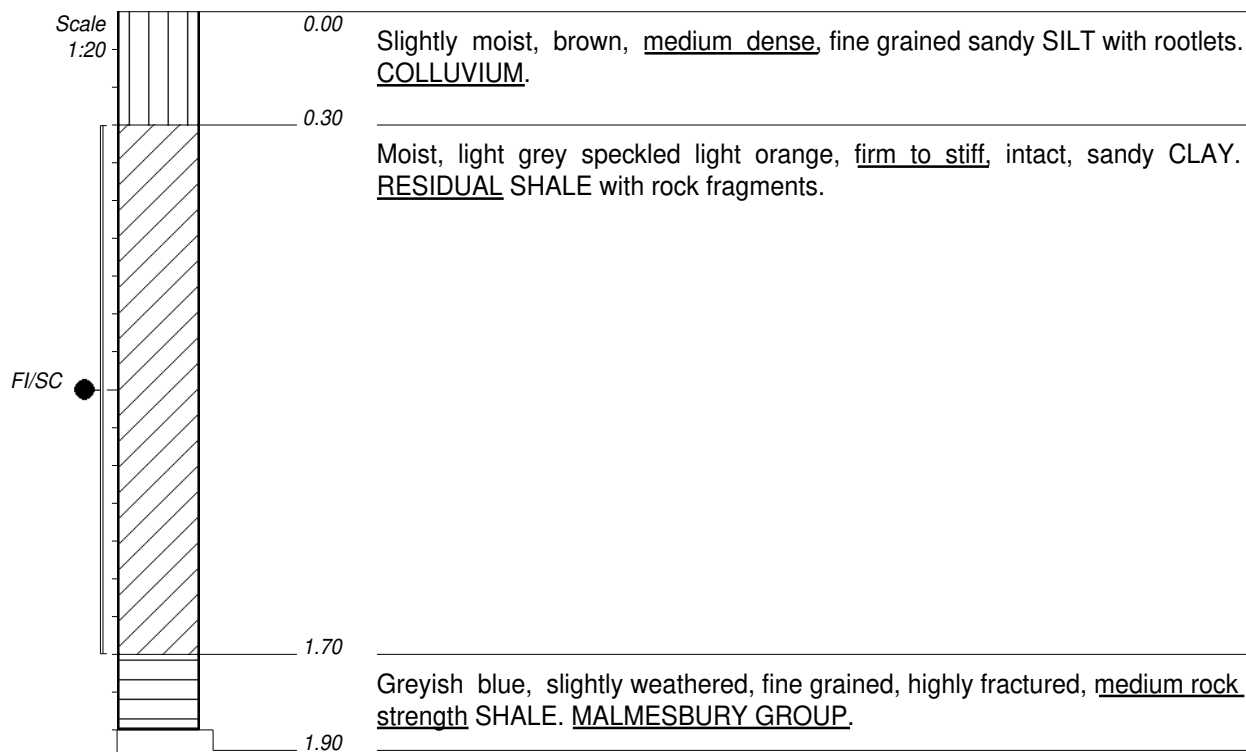 Scale
1:20
0.00
Slightly moist, brown, medium dense, fine grained sandy SILT with rootlets.
COLLUVIUM.
0.30
Moist, light grey speckled light orange, firm to stiff, intact, sandy CLAY.
RESIDUAL SHALE with rock fragments.
FI/SC
1.70
Greyish blue, slightly weathered, fine grained, highly fractured, medium rock
strength SHALE. MALMESBURY GROUP.
1.90